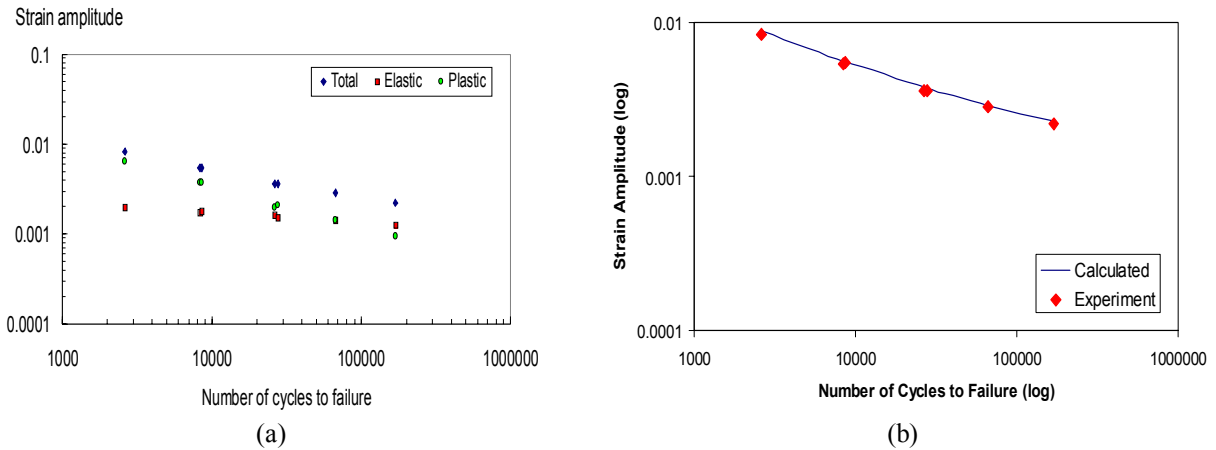 Strain amplitude
0.1
0.01
0.001
0.0001
Total Elastic Plastic
1000 10000 100000 1000000
Number of cycles to failure
(a)
Strain Amplitude (log)
0.01
0.001
0.0001
Calculated
Experiment
1000 10000 100000 1000000
Number of Cycles to Failure (log)
(b)